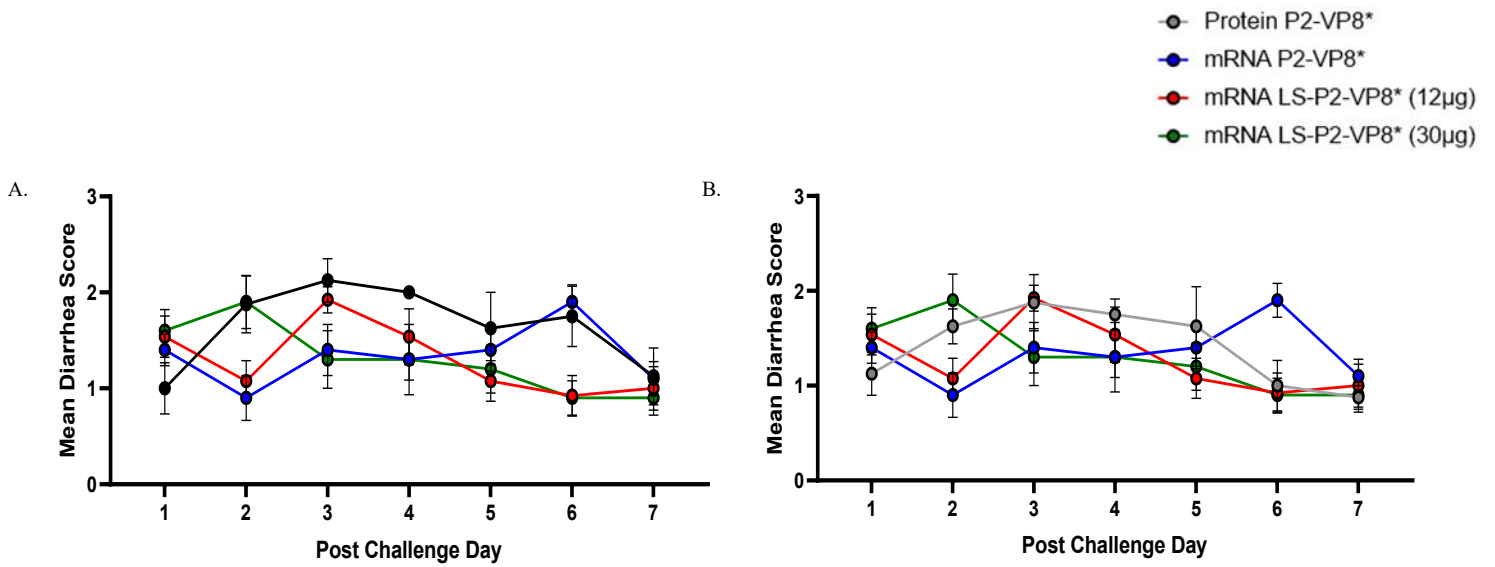 Protein P2-VP8*
mRNA P2-VP8*
mRNA LS-P2-VP8* (12µg)
mRNA LS-P2-VP8* (30µg)
A.
3
2
1
0
Mean Diarrhea Score
1 2 3 4 5 6 7
Post Challenge Day
B.
3
2
1
0
Mean Diarrhea Score
1 2 3 4 5 6 7
Post Challenge Day